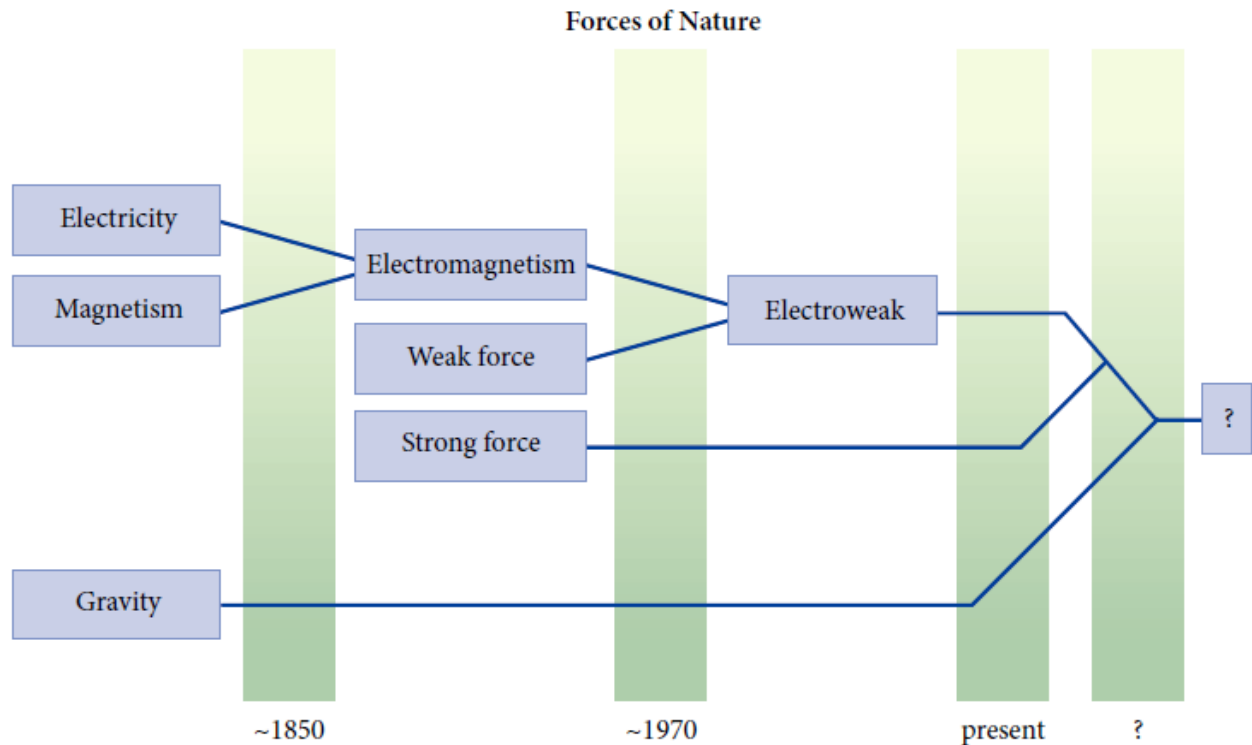 Forces of Nature
Electricity
Magnetism
Electromagnetism
Weak force
Strong force
Electroweak
Gravity
?
~1850
~1970
present
?